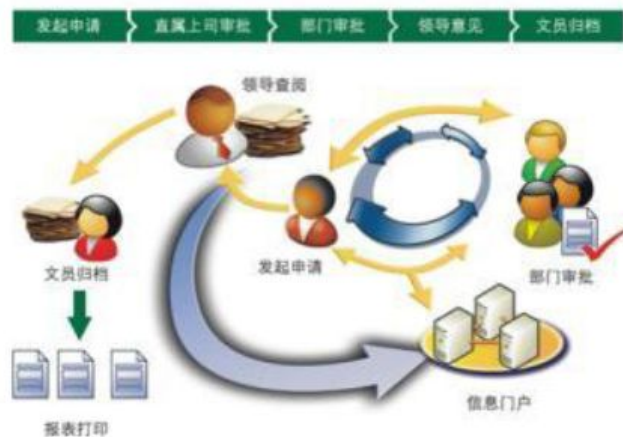 发起申请 直属上司审批 部门审批 领导意见 文员归档
领导查阅
发起申请
文员归档
部门审批
信息门户
报表打印